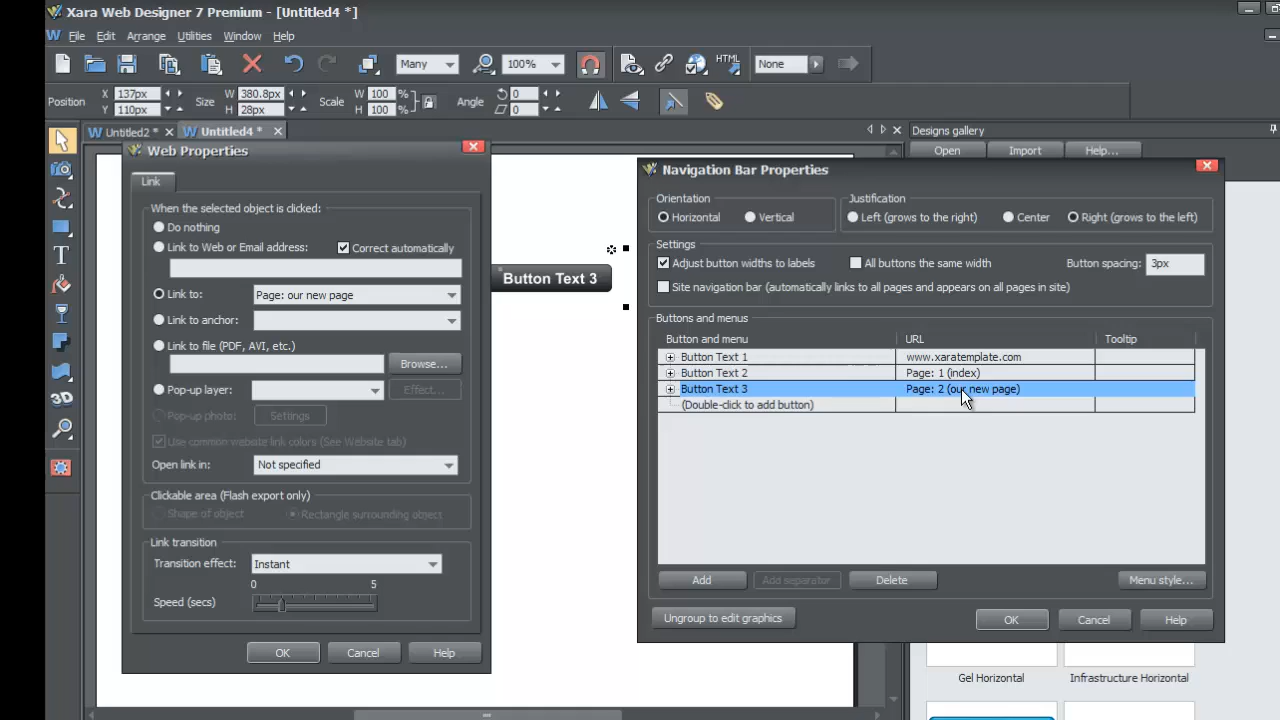 Xara Web Designer 7 Premium - [Untitled4 *]
File Edit Arrange Utilities Window Help
Many 100% HTML None
Position X 137px Y 110px Size W 380.8px H 28px Scale W 100 % H 100 % Angle 0 0
Untitled2 * Untitled4 * Designs gallery
Open Import Help...
Web Properties
Link
When the selected object is clicked:
Do nothing
Link to Web or Email address: Correct automatically
Link to: Page: our new page
Link to anchor:
Link to file (PDF, AVI, etc.)
Browse...
Pop-up layer: Effect...
Pop-up photo: Settings
Use common website link colors (See Website tab)
Open link in: Not specified
Clickable area (Flash export only)
Shape of object Rectangle surrounding object
Link transition
Transition effect: Instant
0 5
Speed (secs)
OK Cancel Help
Button Text 3
Navigation Bar Properties
Orientation
Horizontal Vertical
Justification
Left (grows to the right) Center Right (grows to the left)
Settings
Adjust button widths to labels All buttons the same width Button spacing: 3px
Site navigation bar (automatically links to all pages and appears on all pages in site)
Buttons and menus
Button and menu URL Tooltip
Button Text 1 www.xaratemplate.com
Button Text 2 Page: 1 (index)
Button Text 3 Page: 2 (our new page)
(Double-click to add button)
Add Add separator Delete Menu style...
Ungroup to edit graphics OK Cancel Help
Gel Horizontal Infrastructure Horizontal
3D